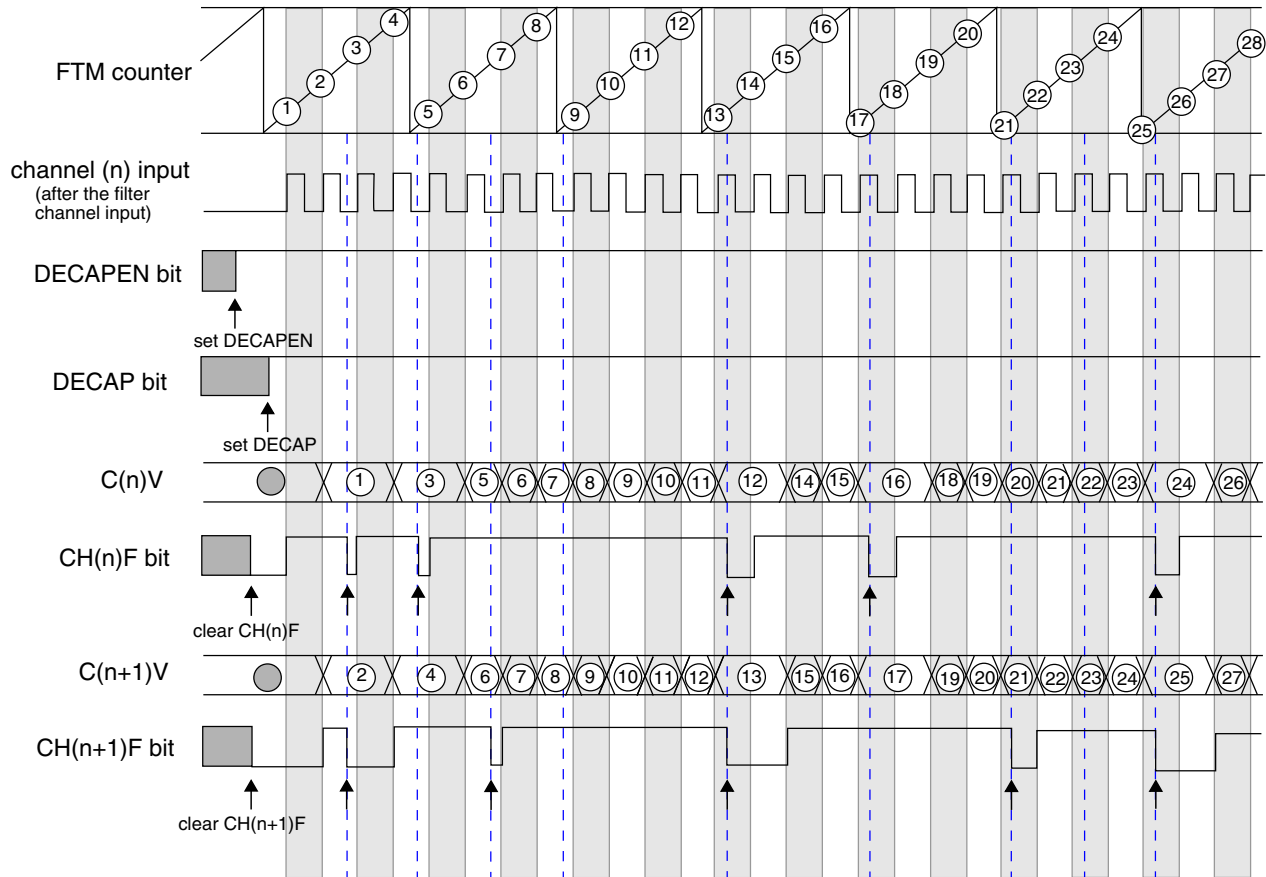 FTM counter
1 2 3 4 5 6 7 8 9 10 11 12 13 14 15 16 17 18 19 20 21 22 23 24 25 26 27 28
channel (n) input
(after the filter
channel input)
DECAPEN bit
set DECAPEN
DECAP bit
set DECAP
C(n)V
1 3 5 6 7 8 9 10 11 12 14 15 16 18 19 20 21 22 23 24 26
CH(n)F bit
clear CH(n)F
C(n+1)V
2 4 6 7 8 9 10 11 12 13 15 16 17 19 20 21 22 23 24 25 27
CH(n+1)F bit
clear CH(n+1)F